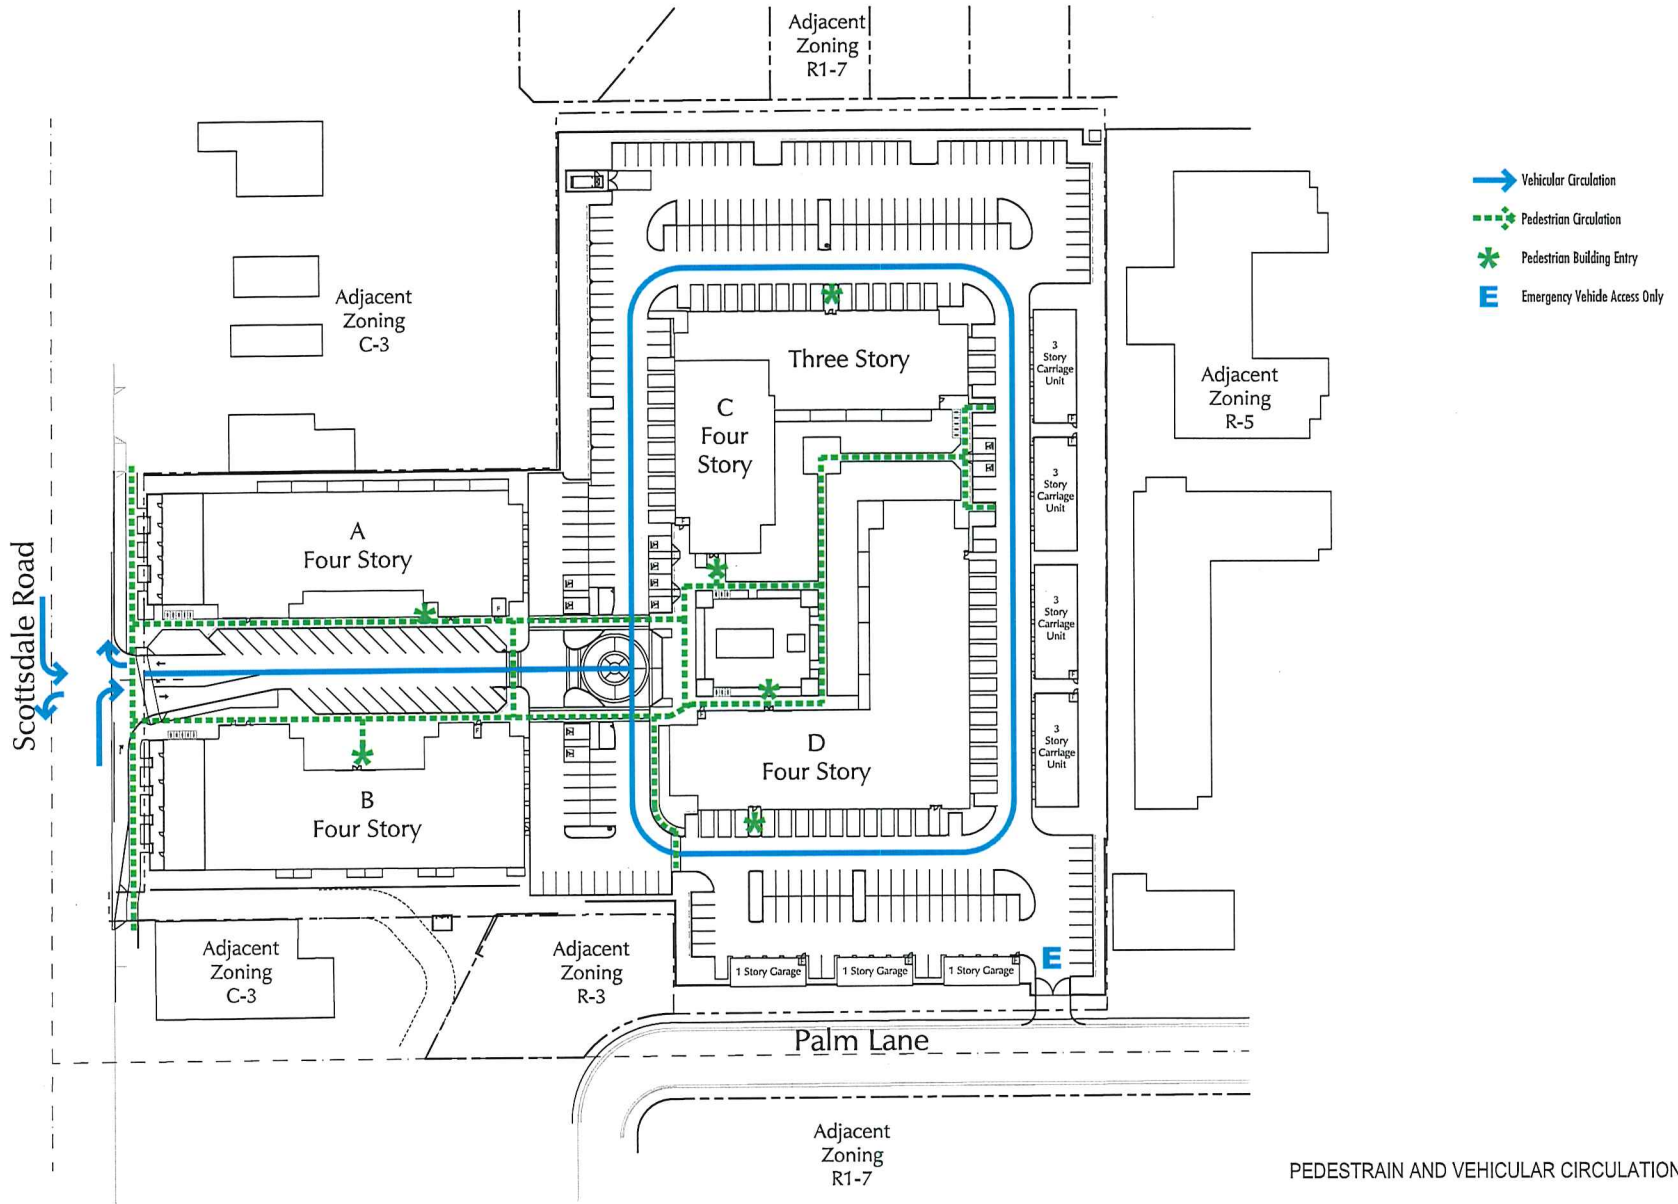 Adjacent
Zoning
R1-7
Vehicular Circulation
Pedestrian Circulation
Pedestrian Building Entry
E
Emergency Vehicle Access Only
Adjacent
Zoning
C-3
Three Story
C
Four
Story
3
Story
Carriage
Unit
F
Adjacent
Zoning
R-5
3
Story
Carriage
Unit
F
A
Four Story
F
F
3
Story
Carriage
Unit
F
Scottsdale Road
3
Story
Carriage
Unit
F
B
Four Story
F
D
Four Story
F
Adjacent
Zoning
C-3
Adjacent
Zoning
R-3
1 Story Garage
1 Story Garage
1 Story Garage
E
Palm Lane
Adjacent
Zoning
R1-7
PEDESTRAIN AND VEHICULAR CIRCULATION